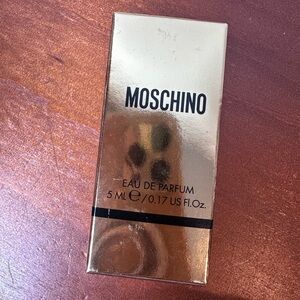 MOSCHINO
EAU DE PARFUM
5 ML ℮/0.17 US Fl.Oz.